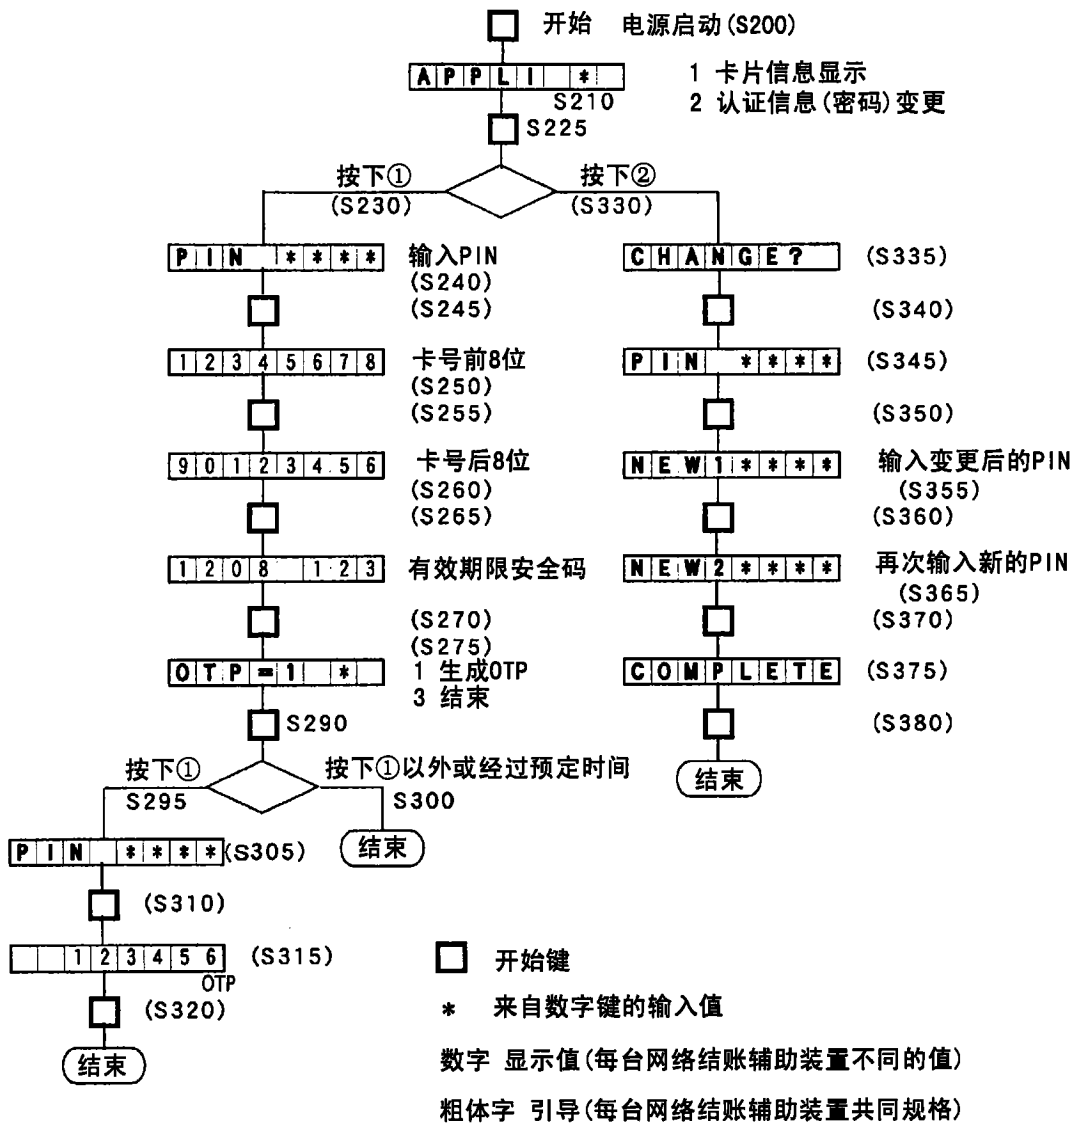 开始 电源启动(S200)
APPLI *
S210
1 卡片信息显示
2 认证信息(密码)变更
S225
按下①
(S230)
按下②
(S330)
PIN ****
输入PIN
(S240)
(S245)
12345678
卡号前8位
(S250)
(S255)
90123456
卡号后8位
(S260)
(S265)
1208 123
有效期限安全码
(S270)
(S275)
OTP=1 *
1 生成OTP
3 结束
S290
按下①
S295
按下①以外或经过预定时间
S300
结束
PIN ****
(S305)
(S310)
123456
OTP
(S315)
(S320)
结束
CHANGE?
(S335)
(S340)
PIN ****
(S345)
(S350)
NEW1****
输入变更后的PIN
(S355)
(S360)
NEW2****
再次输入新的PIN
(S365)
(S370)
COMPLETE
(S375)
(S380)
结束
开始键
* 来自数字键的输入值
数字 显示值(每台网络结账辅助装置不同的值)
粗体字 引导(每台网络结账辅助装置共同规格)